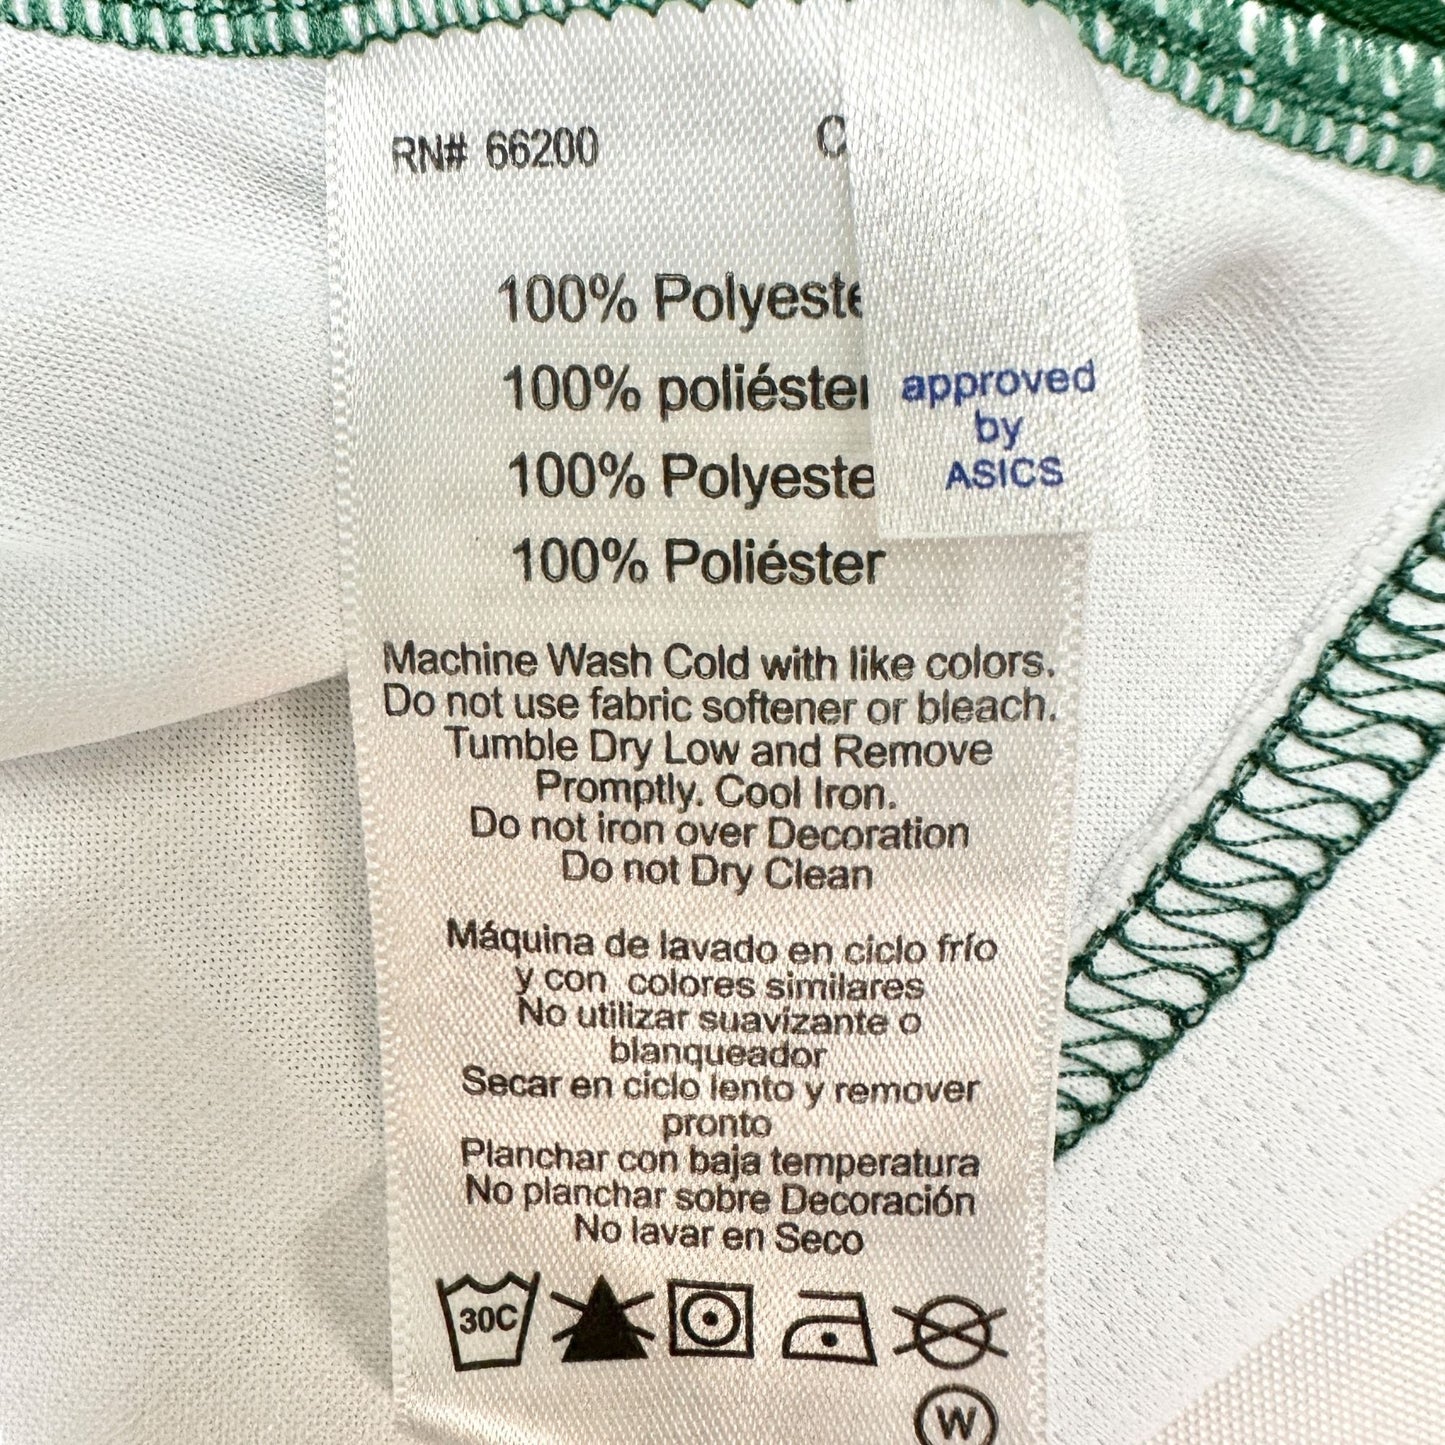 RN# 66200
100% Polyeste
100% poliéster
100% Polyeste
100% Poliéster
approved
by
ASICS
Machine Wash Cold with like colors.
Do not use fabric softener or bleach.
Tumble Dry Low and Remove
Promptly. Cool Iron.
Do not iron over Decoration
Do not Dry Clean
Máquina de lavado en ciclo frío
y con colores similares
No utilizar suavizante o
blanqueador
Secar en ciclo lento y remover
pronto
Planchar con baja temperatura
No planchar sobre Decoración
No lavar en Seco
30C
W